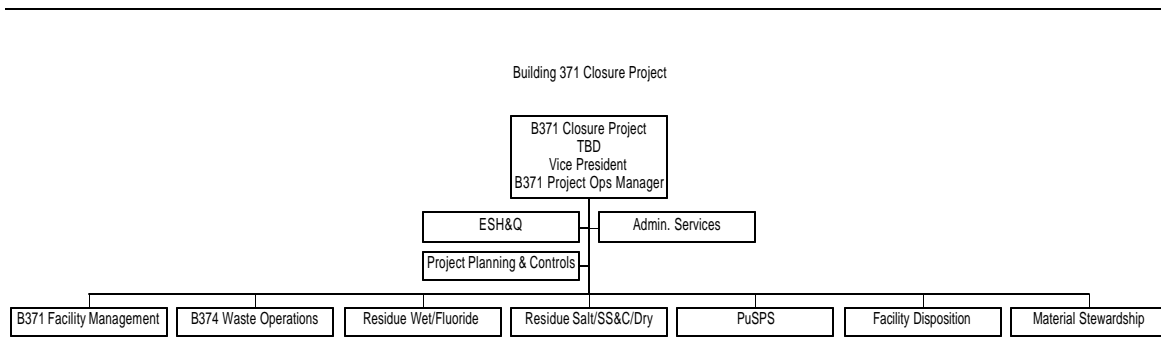 Building 371 Closure Project
B371 Closure Project
TBD
Vice President
B371 Project Ops Manager
ESH&Q
Admin. Services
Project Planning & Controls
B371 Facility Management
B374 Waste Operations
Residue Wet/Fluoride
Residue Salt/SS&C/Dry
PuSPS
Facility Disposition
Material Stewardship